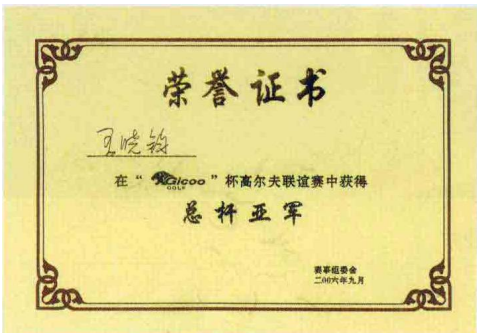 荣誉证书
王晓
在“Gicoo GOLF”杯高尔夫联谊赛中获得
总杆亚军
赛事组委会
二00六年九月